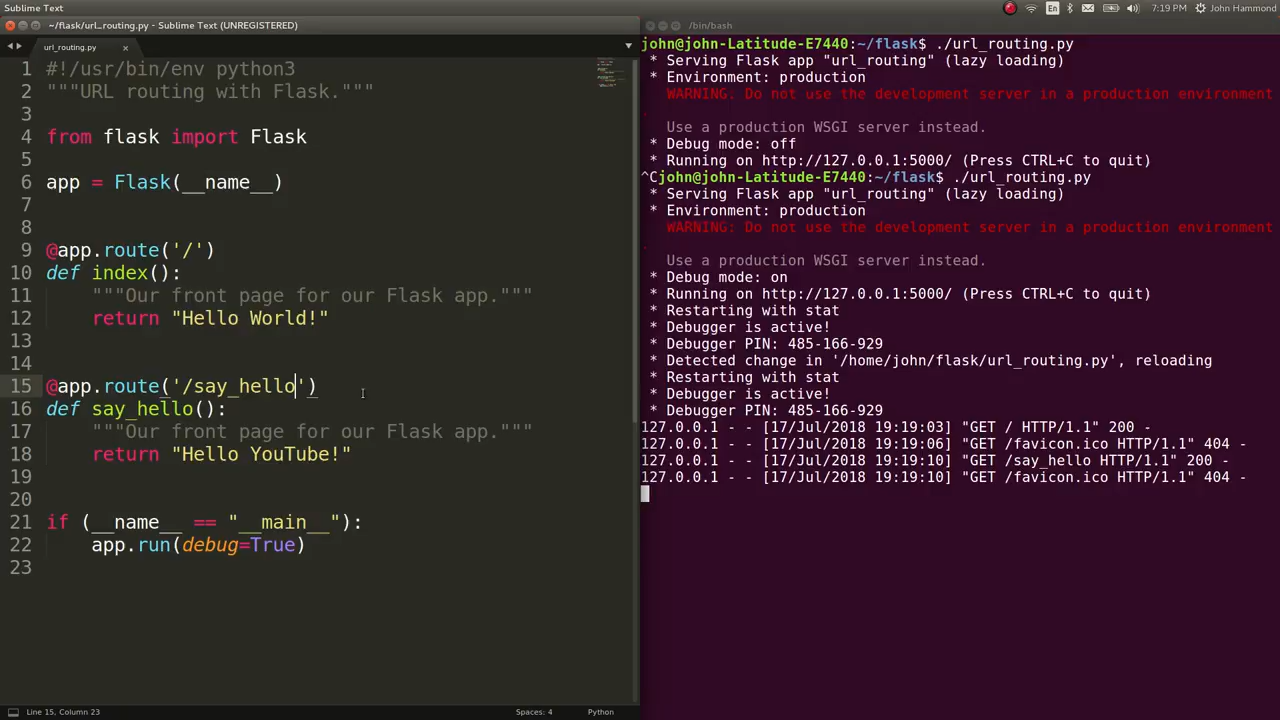 Sublime Text
En
7:19 PM
John Hammond
~/flask/url_routing.py - Sublime Text (UNREGISTERED)
url_routing.py
1 #!/usr/bin/env python3
2 """URL routing with Flask."""
3
4 from flask import Flask
5
6 app = Flask(__name__)
7
8
9 @app.route('/')
10 def index():
11     """Our front page for our Flask app."""
12     return "Hello World!"
13
14
15 @app.route('/say_hello')
16 def say_hello():
17     """Our front page for our Flask app."""
18     return "Hello YouTube!"
19
20
21 if (__name__ == "__main__"):
22     app.run(debug=True)
23
Line 15, Column 23
Spaces: 4
Python
/bin/bash
john@john-Latitude-E7440:~/flask$ ./url_routing.py
 * Serving Flask app "url_routing" (lazy loading)
 * Environment: production
   WARNING: Do not use the development server in a production environment
.
   Use a production WSGI server instead.
 * Debug mode: off
 * Running on http://127.0.0.1:5000/ (Press CTRL+C to quit)
^Cjohn@john-Latitude-E7440:~/flask$ ./url_routing.py
 * Serving Flask app "url_routing" (lazy loading)
 * Environment: production
   WARNING: Do not use the development server in a production environment
.
   Use a production WSGI server instead.
 * Debug mode: on
 * Running on http://127.0.0.1:5000/ (Press CTRL+C to quit)
 * Restarting with stat
 * Debugger is active!
 * Debugger PIN: 485-166-929
 * Detected change in '/home/john/flask/url_routing.py', reloading
 * Restarting with stat
 * Debugger is active!
 * Debugger PIN: 485-166-929
127.0.0.1 - - [17/Jul/2018 19:19:03] "GET / HTTP/1.1" 200 -
127.0.0.1 - - [17/Jul/2018 19:19:06] "GET /favicon.ico HTTP/1.1" 404 -
127.0.0.1 - - [17/Jul/2018 19:19:10] "GET /say_hello HTTP/1.1" 200 -
127.0.0.1 - - [17/Jul/2018 19:19:10] "GET /favicon.ico HTTP/1.1" 404 -